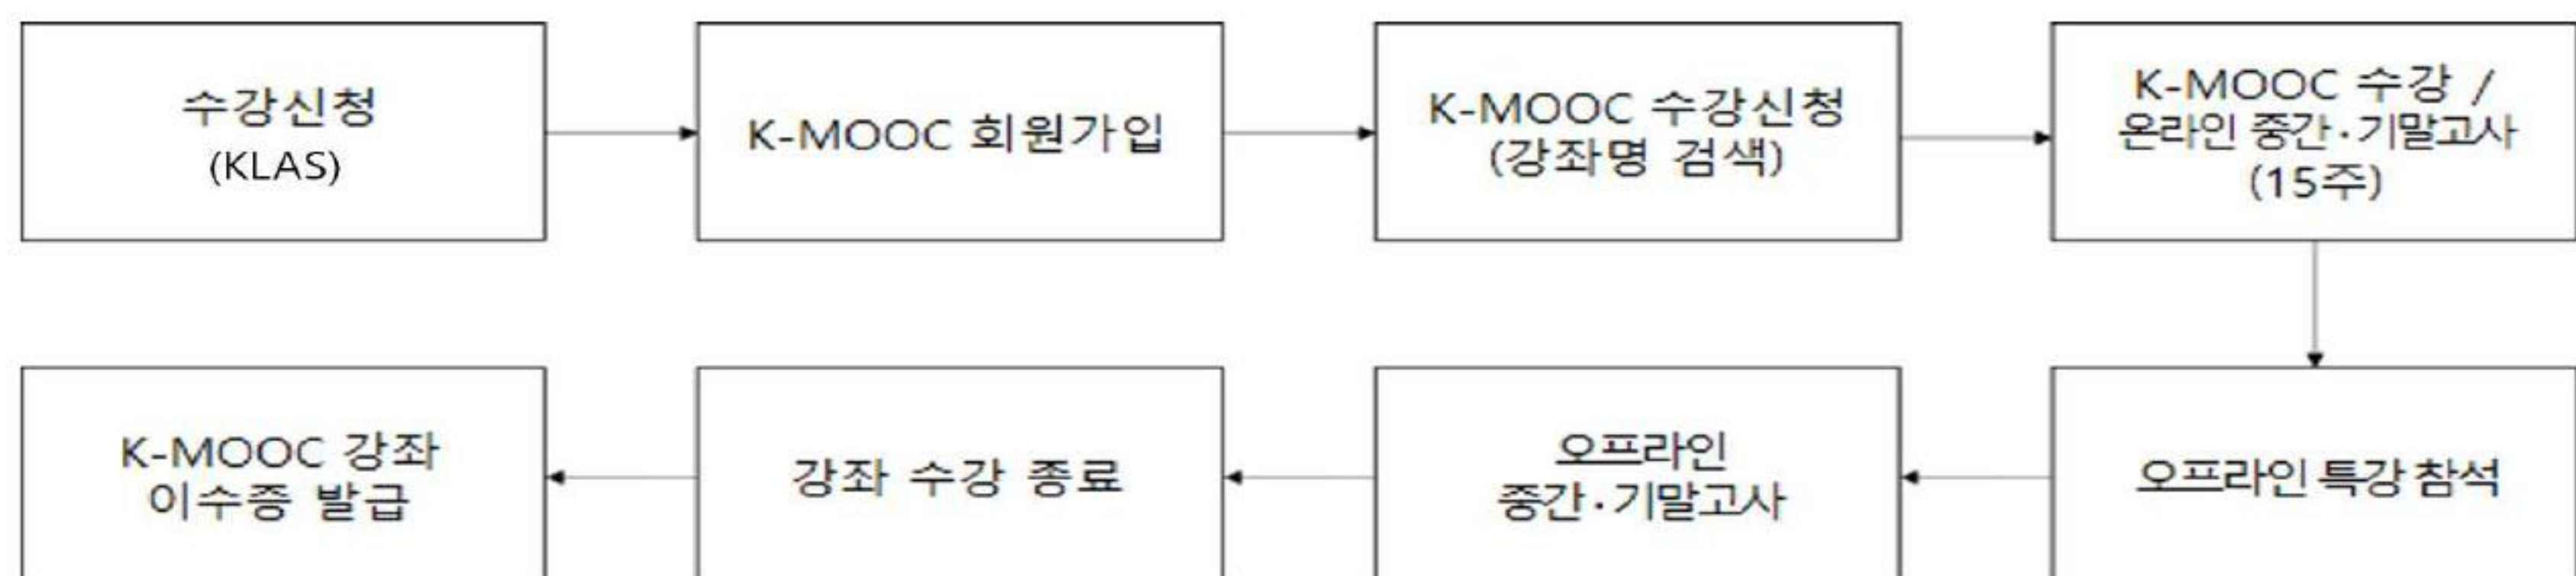 수강신청
(KLAS)
K-MOOC 회원가입
K-MOOC 수강신청
(강좌명 검색)
K-MOOC 수강 /
온라인 중간·기말고사
(15주)
오프라인 특강 참석
오프라인
중간·기말고사
강좌 수강 종료
K-MOOC 강좌
이수증 발급